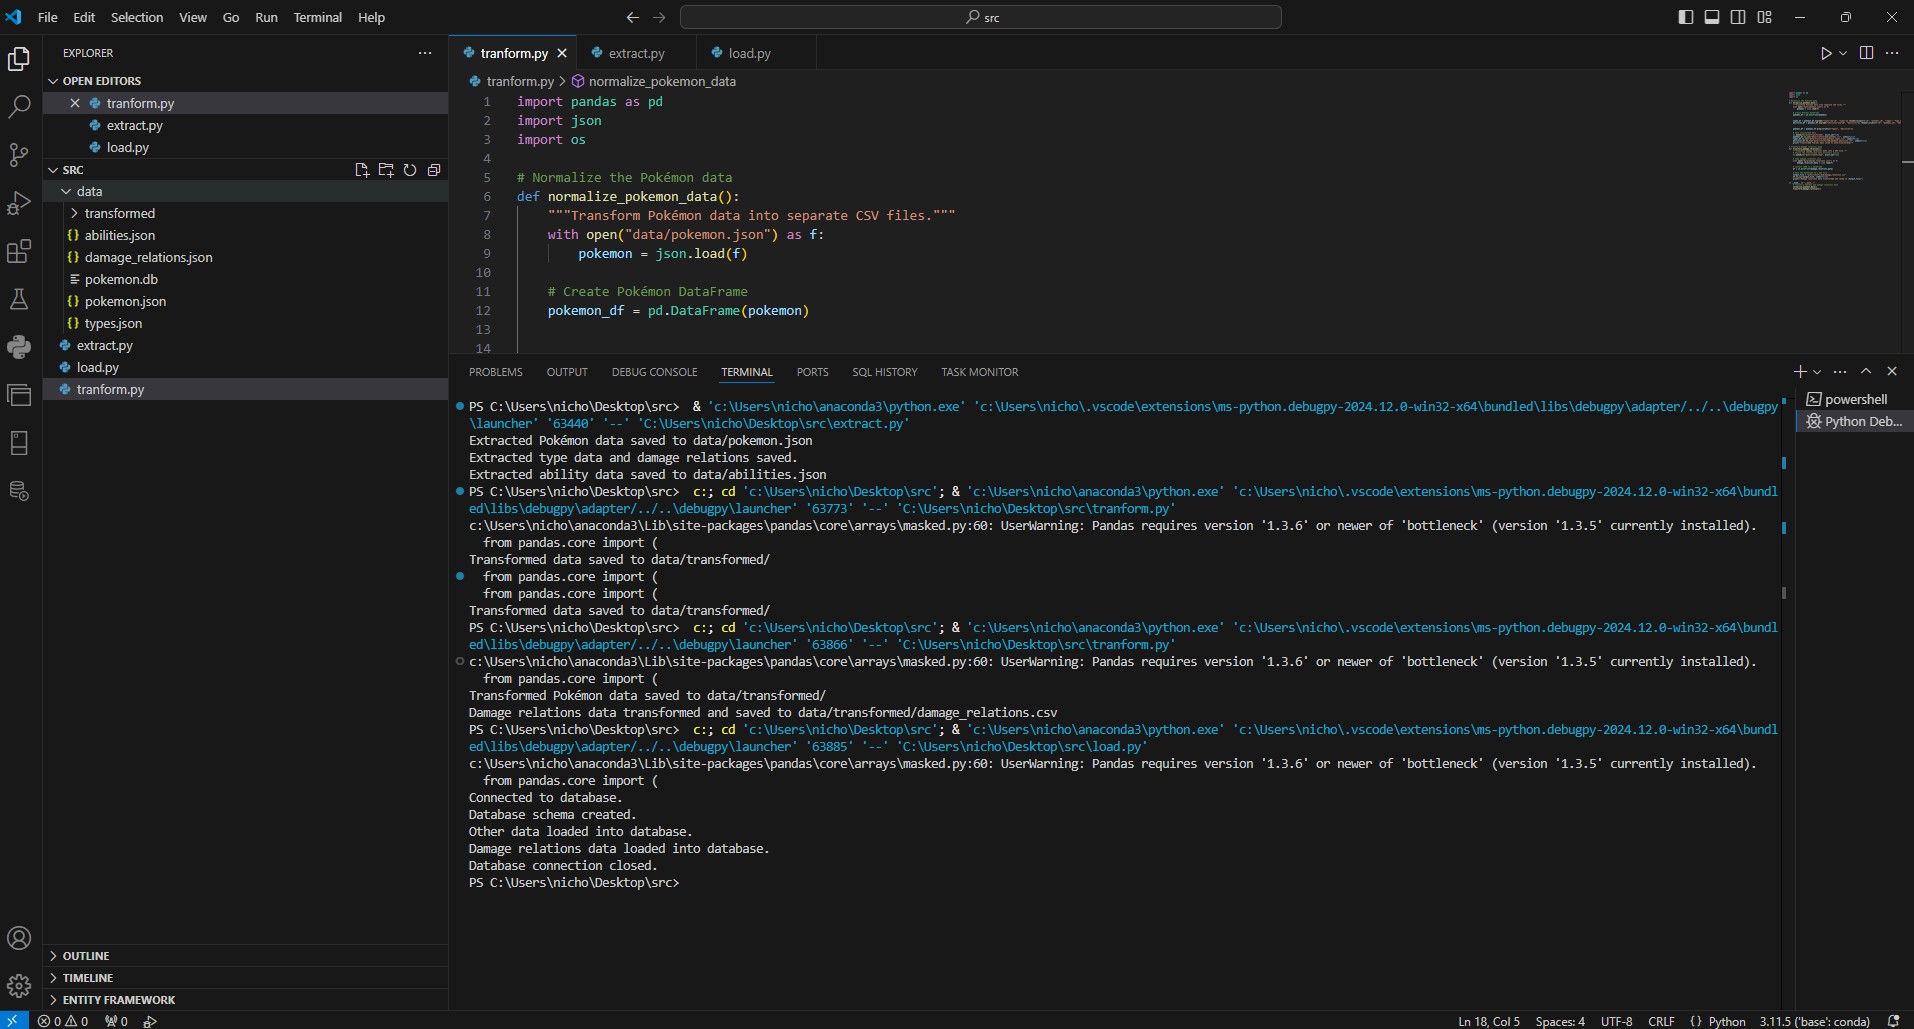 File Edit Selection View Go Run Terminal Help
src
EXPLORER
OPEN EDITORS
tranform.py
extract.py
load.py
SRC
data
transformed
abilities.json
damage_relations.json
pokemon.db
pokemon.json
types.json
extract.py
load.py
tranform.py
OUTLINE
TIMELINE
ENTITY FRAMEWORK
tranform.py extract.py load.py
tranform.py > normalize_pokemon_data
1 import pandas as pd
2 import json
3 import os
4
5 # Normalize the Pokémon data
6 def normalize_pokemon_data():
7 """Transform Pokémon data into separate CSV files."""
8 with open("data/pokemon.json") as f:
9 pokemon = json.load(f)
10
11 # Create Pokémon DataFrame
12 pokemon_df = pd.DataFrame(pokemon)
13
14
PROBLEMS OUTPUT DEBUG CONSOLE TERMINAL PORTS SQL HISTORY TASK MONITOR
powershell
Python Deb...
PS C:\Users\nicho\Desktop\src> & 'c:\Users\nicho\anaconda3\python.exe' 'c:\Users\nicho\.vscode\extensions\ms-python.debugpy-2024.12.0-win32-x64\bundled\libs\debugpy\adapter/../..\debugpy
\launcher' '63440' '--' 'C:\Users\nicho\Desktop\src\extract.py'
Extracted Pokémon data saved to data/pokemon.json
Extracted type data and damage relations saved.
Extracted ability data saved to data/abilities.json
PS C:\Users\nicho\Desktop\src> c:; cd 'c:\Users\nicho\Desktop\src'; & 'c:\Users\nicho\anaconda3\python.exe' 'c:\Users\nicho\.vscode\extensions\ms-python.debugpy-2024.12.0-win32-x64\bundl
ed\libs\debugpy\adapter/../..\debugpy\launcher' '63773' '--' 'C:\Users\nicho\Desktop\src\tranform.py'
c:\Users\nicho\anaconda3\Lib\site-packages\pandas\core\arrays\masked.py:60: UserWarning: Pandas requires version '1.3.6' or newer of 'bottleneck' (version '1.3.5' currently installed).
from pandas.core import (
Transformed data saved to data/transformed/
from pandas.core import (
from pandas.core import (
Transformed data saved to data/transformed/
PS C:\Users\nicho\Desktop\src> c:; cd 'c:\Users\nicho\Desktop\src'; & 'c:\Users\nicho\anaconda3\python.exe' 'c:\Users\nicho\.vscode\extensions\ms-python.debugpy-2024.12.0-win32-x64\bundl
ed\libs\debugpy\adapter/../..\debugpy\launcher' '63866' '--' 'C:\Users\nicho\Desktop\src\tranform.py'
c:\Users\nicho\anaconda3\Lib\site-packages\pandas\core\arrays\masked.py:60: UserWarning: Pandas requires version '1.3.6' or newer of 'bottleneck' (version '1.3.5' currently installed).
from pandas.core import (
Transformed Pokémon data saved to data/transformed/
Damage relations data transformed and saved to data/transformed/damage_relations.csv
PS C:\Users\nicho\Desktop\src> c:; cd 'c:\Users\nicho\Desktop\src'; & 'c:\Users\nicho\anaconda3\python.exe' 'c:\Users\nicho\.vscode\extensions\ms-python.debugpy-2024.12.0-win32-x64\bundl
ed\libs\debugpy\adapter/../..\debugpy\launcher' '63885' '--' 'C:\Users\nicho\Desktop\src\load.py'
c:\Users\nicho\anaconda3\Lib\site-packages\pandas\core\arrays\masked.py:60: UserWarning: Pandas requires version '1.3.6' or newer of 'bottleneck' (version '1.3.5' currently installed).
from pandas.core import (
Connected to database.
Database schema created.
Other data loaded into database.
Damage relations data loaded into database.
Database connection closed.
PS C:\Users\nicho\Desktop\src>
0 0 0
Ln 18, Col 5 Spaces: 4 UTF-8 CRLF {} Python 3.11.5 ('base': conda)